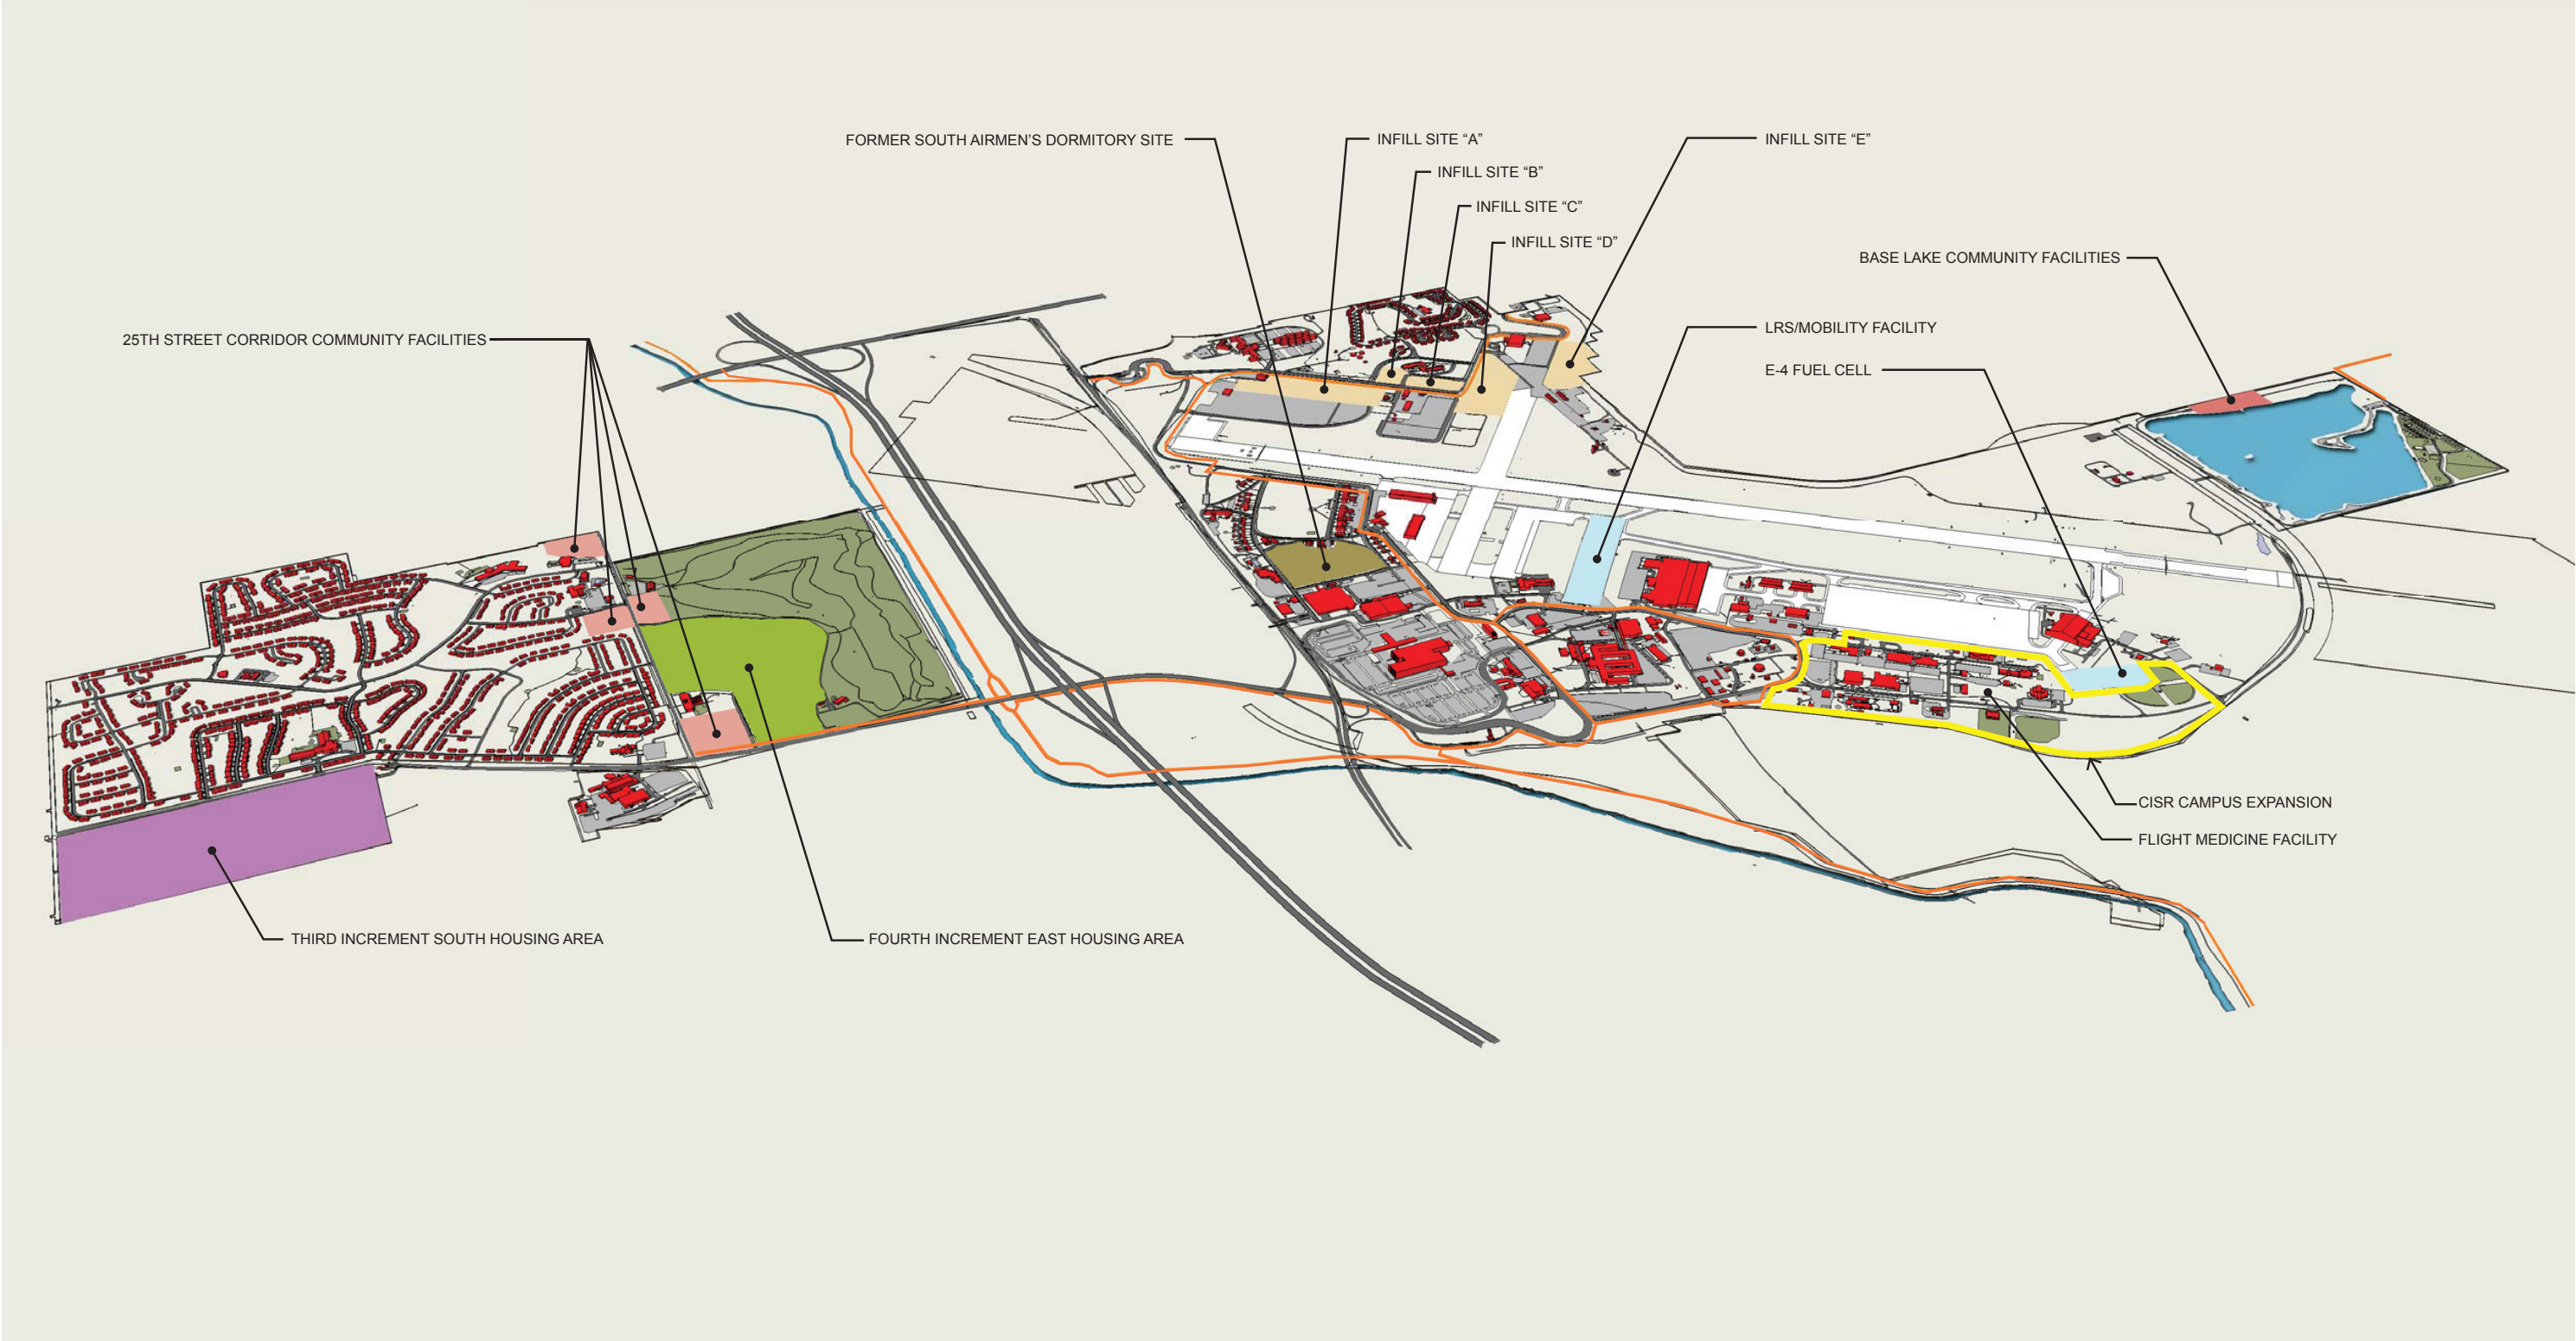 FORMER SOUTH AIRMEN’S DORMITORY SITE
INFILL SITE “A”
INFILL SITE “E”
INFILL SITE “B”
INFILL SITE “C”
INFILL SITE “D”
BASE LAKE COMMUNITY FACILITIES
LRS/MOBILITY FACILITY
25TH STREET CORRIDOR COMMUNITY FACILITIES
E-4 FUEL CELL
CISR CAMPUS EXPANSION
FLIGHT MEDICINE FACILITY
THIRD INCREMENT SOUTH HOUSING AREA
FOURTH INCREMENT EAST HOUSING AREA